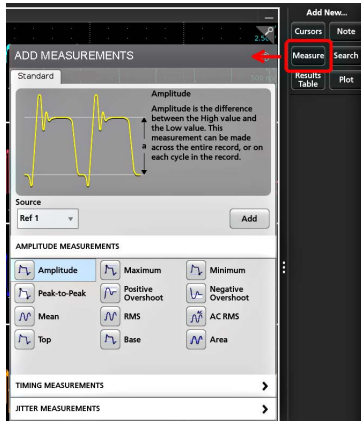 Add New...
Cursors
Note
Measure
Search
Results
Table
Plot
ADD MEASUREMENTS
Standard
Amplitude
Amplitude is the difference
between the High value and
the Low value. This
measurement can be made
across the entire record, or on
each cycle in the record.
a
Source
Ref 1
Add
AMPLITUDE MEASUREMENTS
Amplitude
Maximum
Minimum
Peak-to-Peak
Positive
Overshoot
Negative
Overshoot
Mean
RMS
AC RMS
Top
Base
Area
TIMING MEASUREMENTS
JITTER MEASUREMENTS